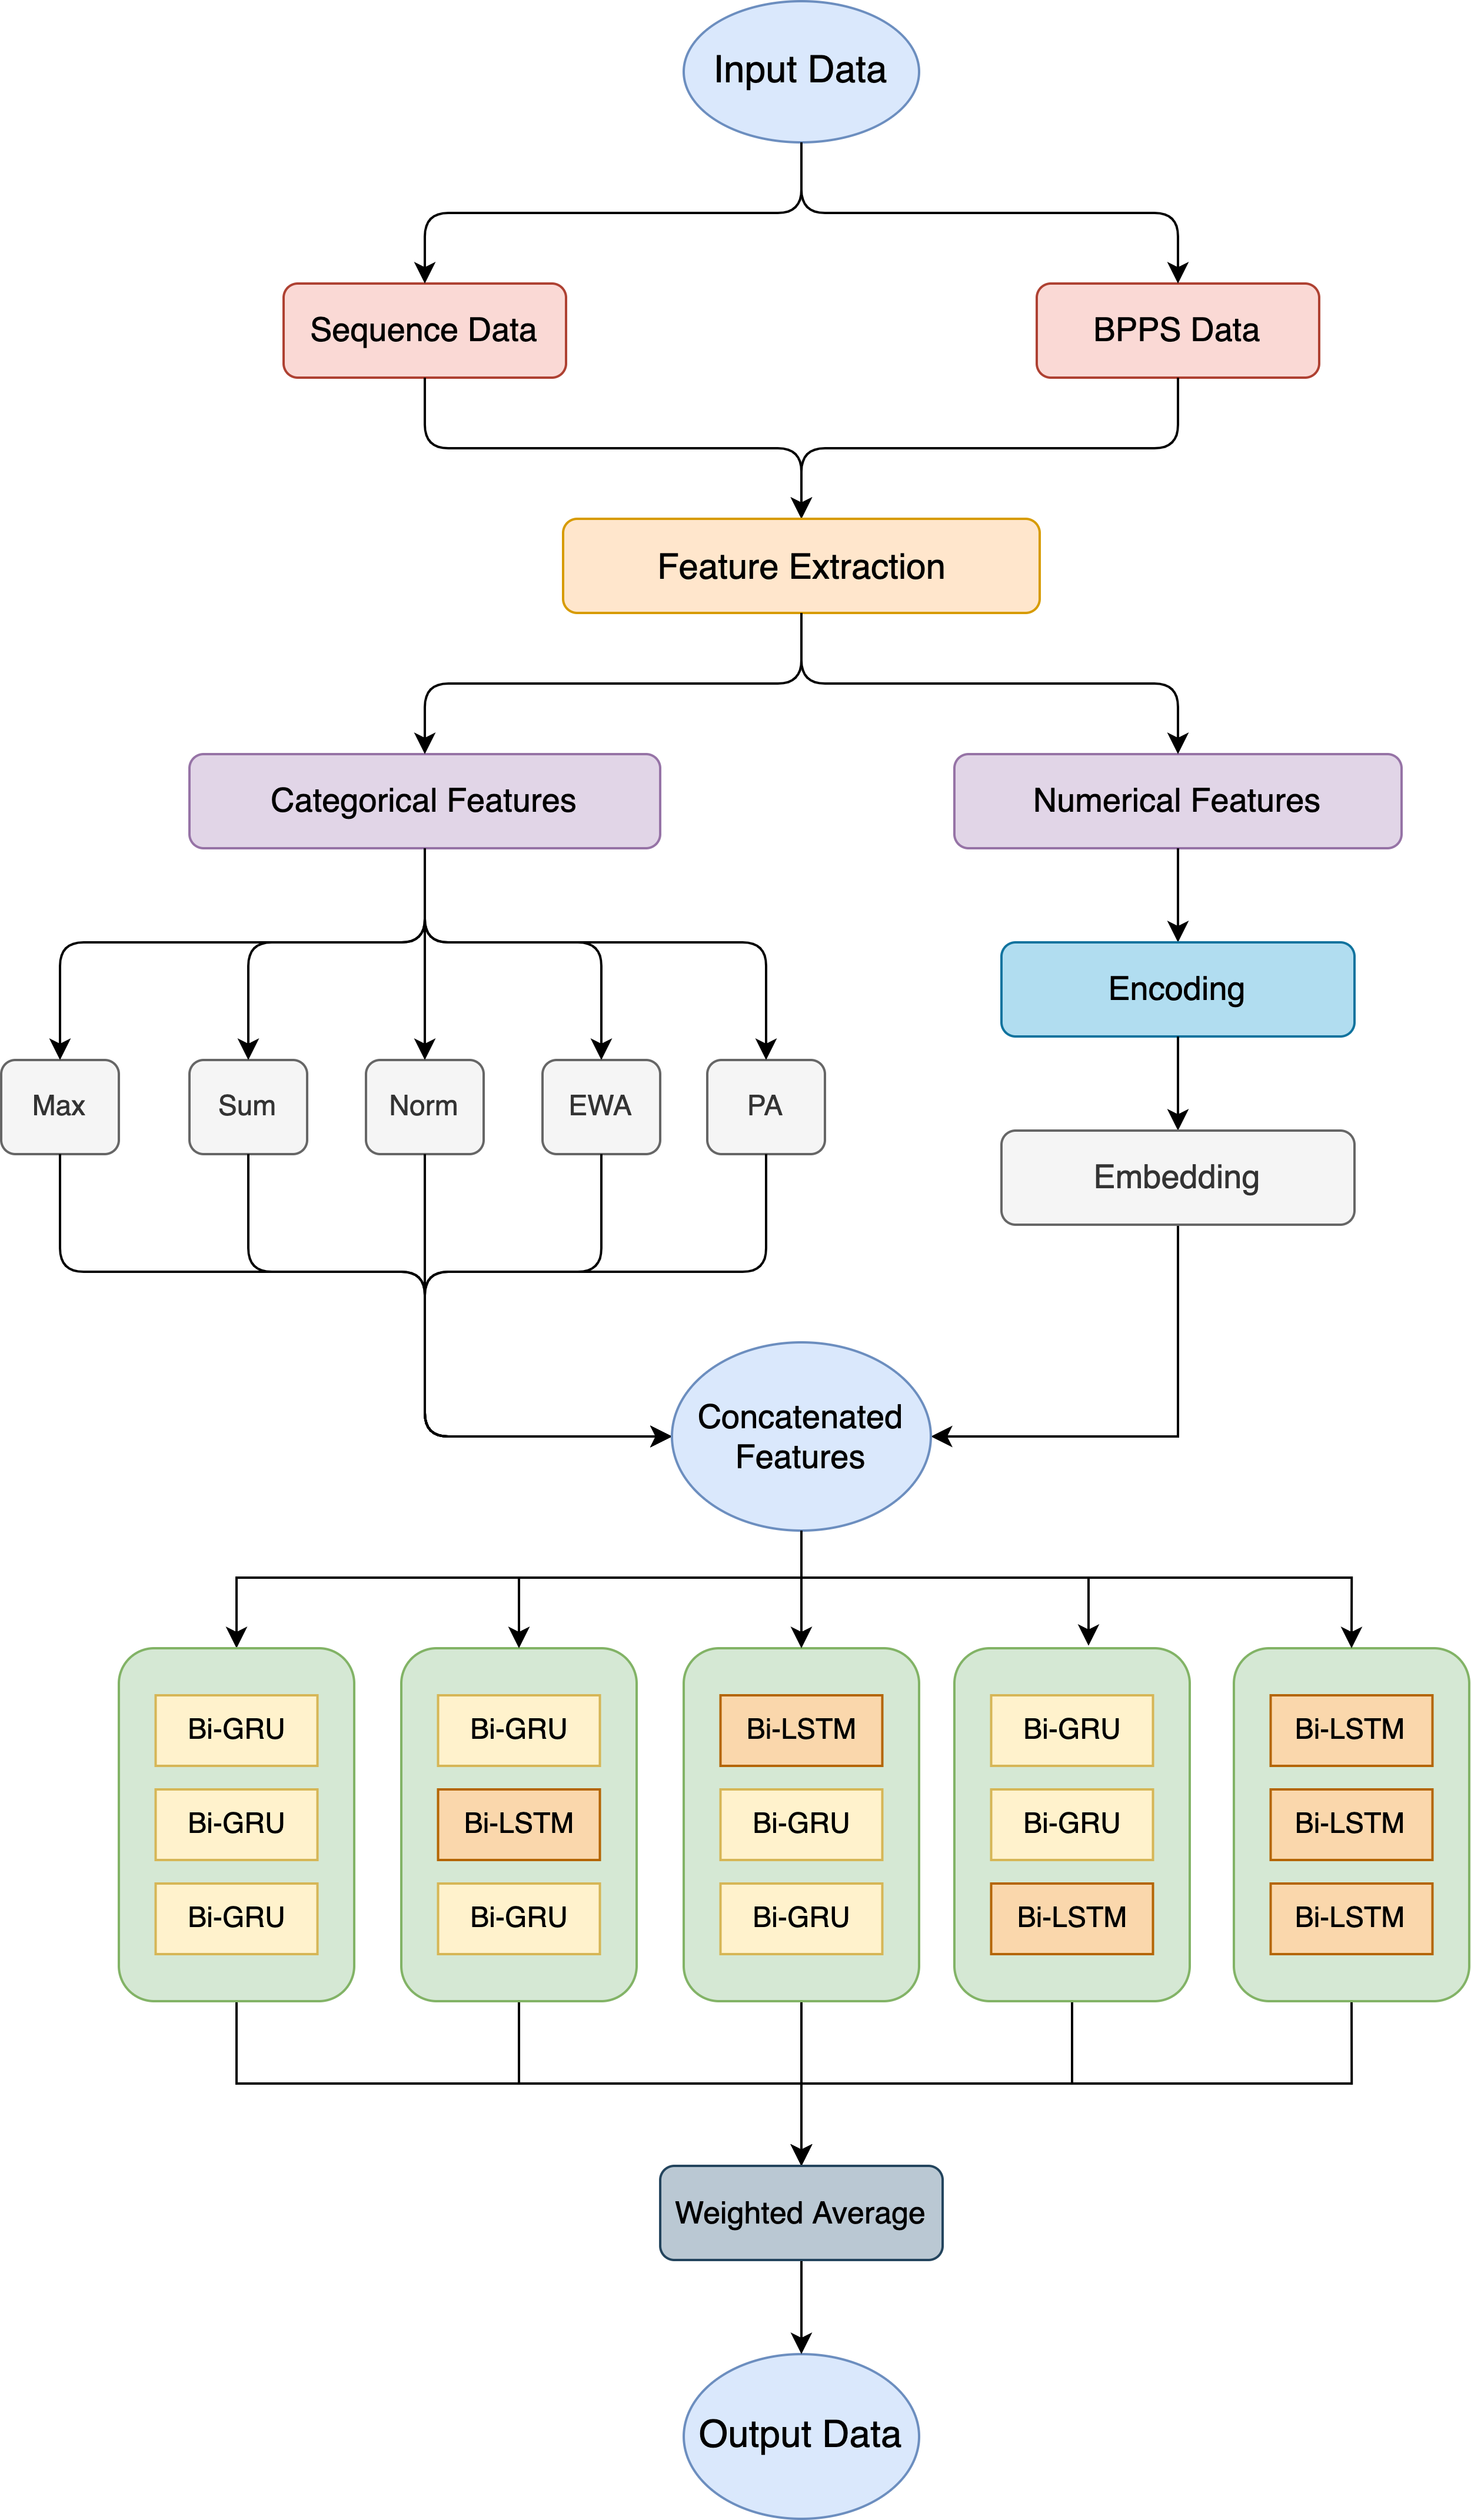 Input Data
Sequence Data
BPPS Data
Feature Extraction
Categorical Features
Numerical Features
Encoding
Max
Sum
Norm
EWA
PA
Embedding
Concatenated
Features
Bi-GRU
Bi-GRU
Bi-GRU
Bi-GRU
Bi-LSTM
Bi-GRU
Bi-LSTM
Bi-GRU
Bi-GRU
Bi-GRU
Bi-GRU
Bi-LSTM
Bi-LSTM
Bi-LSTM
Bi-LSTM
Weighted Average
Output Data